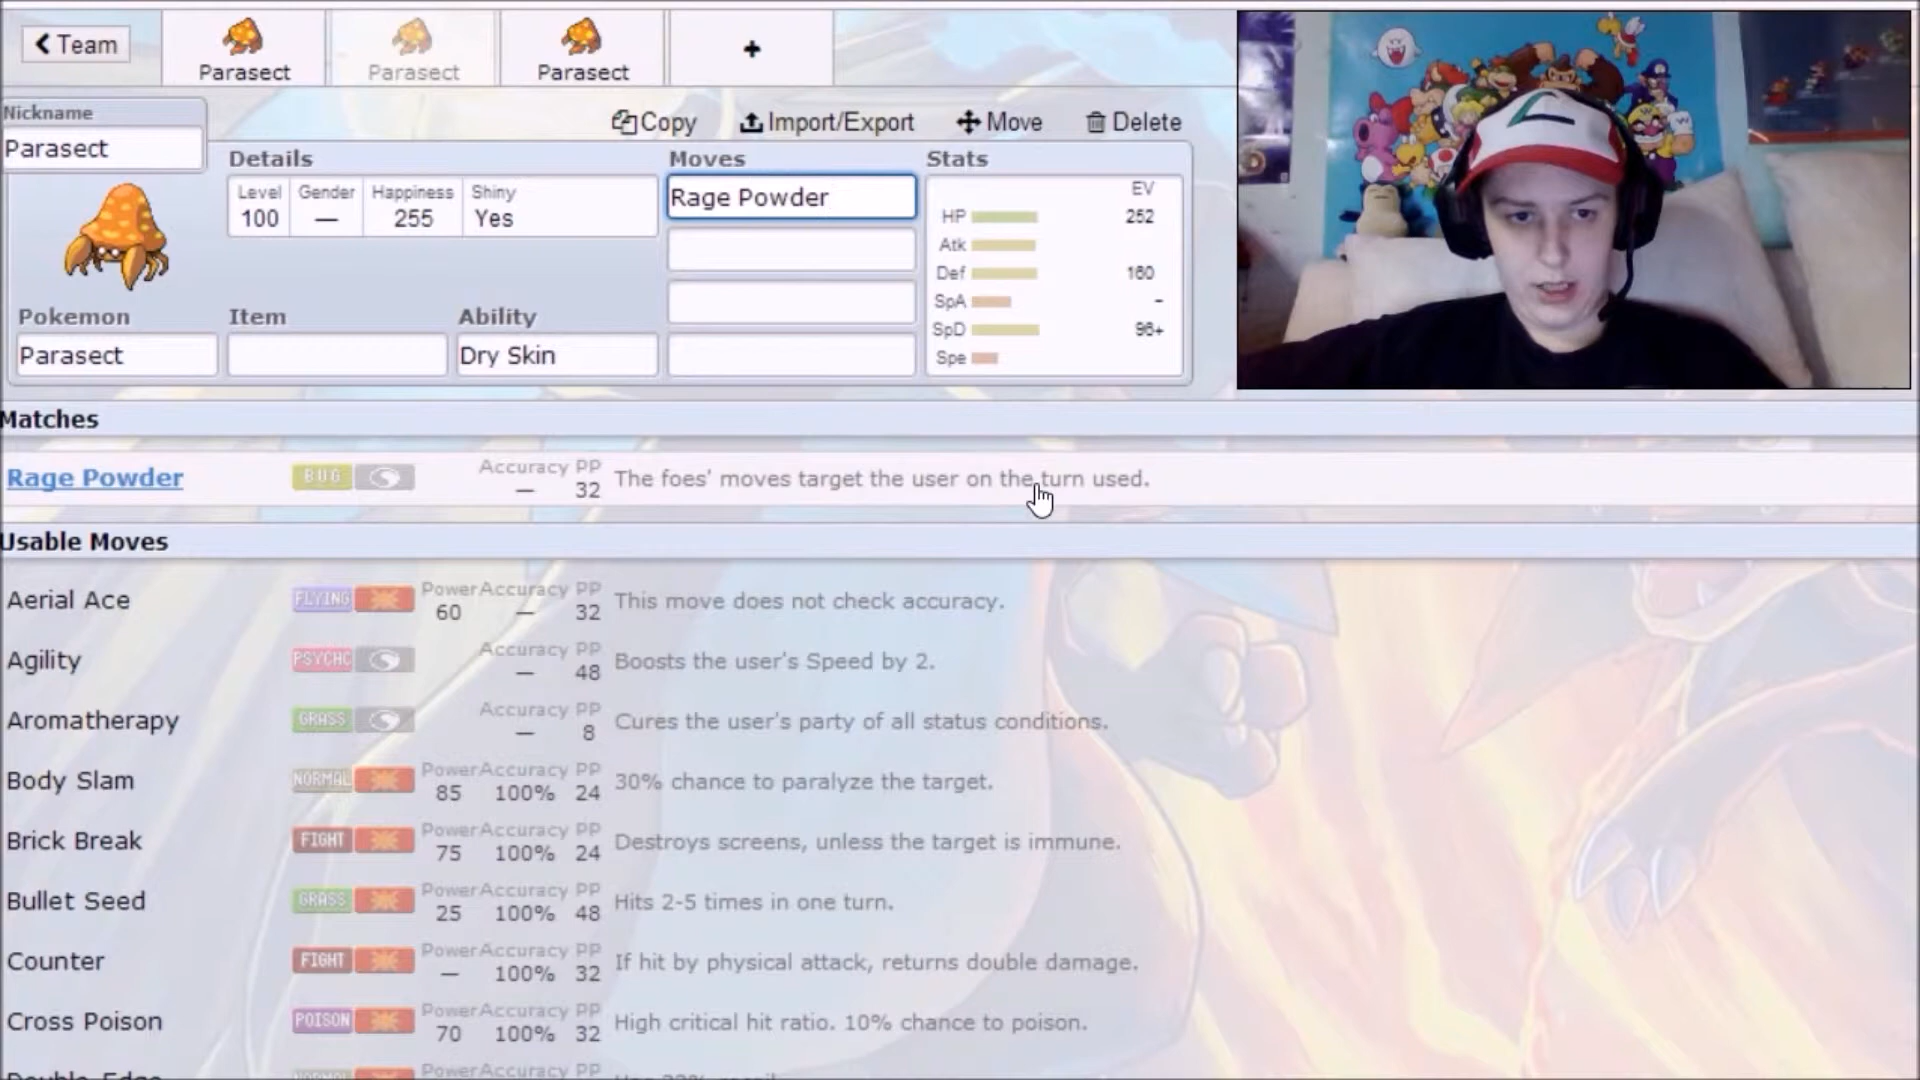 Team
Parasect
Parasect
Parasect
+
Nickname
Parasect
Copy
Import/Export
Move
Delete
Details
Moves
Stats
Level
Gender
Happiness
Shiny
100
—
255
Yes
Rage Powder
EV
HP 252
Atk
Def 160
SpA -
SpD 96+
Spe
Pokemon
Item
Ability
Parasect
Dry Skin
Matches
Rage Powder BUG Accuracy — PP 32 The foes' moves target the user on the turn used.
Usable Moves
Aerial Ace FLYING Power 60 Accuracy — PP 32 This move does not check accuracy.
Agility PSYCHC Accuracy — PP 48 Boosts the user's Speed by 2.
Aromatherapy GRASS Accuracy — PP 8 Cures the user's party of all status conditions.
Body Slam NORMAL Power 85 Accuracy 100% PP 24 30% chance to paralyze the target.
Brick Break FIGHT Power 75 Accuracy 100% PP 24 Destroys screens, unless the target is immune.
Bullet Seed GRASS Power 25 Accuracy 100% PP 48 Hits 2-5 times in one turn.
Counter FIGHT Power — Accuracy 100% PP 32 If hit by physical attack, returns double damage.
Cross Poison POISON Power 70 Accuracy 100% PP 32 High critical hit ratio. 10% chance to poison.
Power Accuracy PP